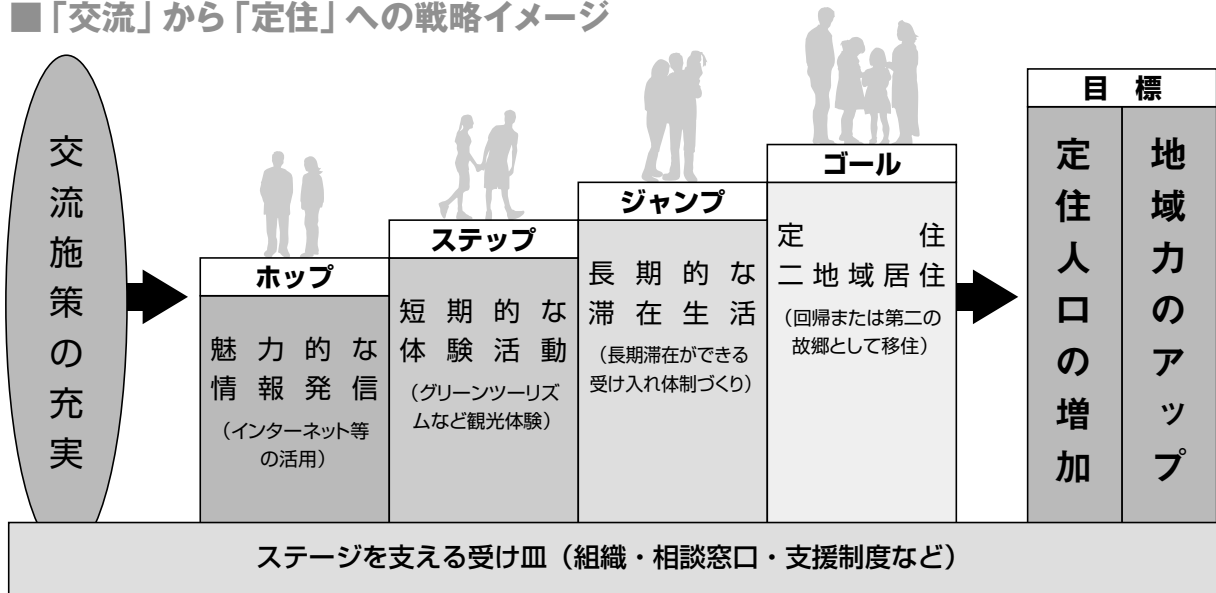 ■「交流」から「定住」への戦略イメージ
交流施策の充実
ホップ
魅力的な
情報発信
（インターネット等
の活用）
ステップ
短期的な
体験活動
（グリーンツーリズ
ムなど観光体験）
ジャンプ
長期的な
滞在生活
（長期滞在ができる
受け入れ体制づくり）
ゴール
定住
二地域居住
（回帰または第二の
故郷として移住）
目標
定住人口の増加
地域力のアップ
ステージを支える受け皿（組織・相談窓口・支援制度など）